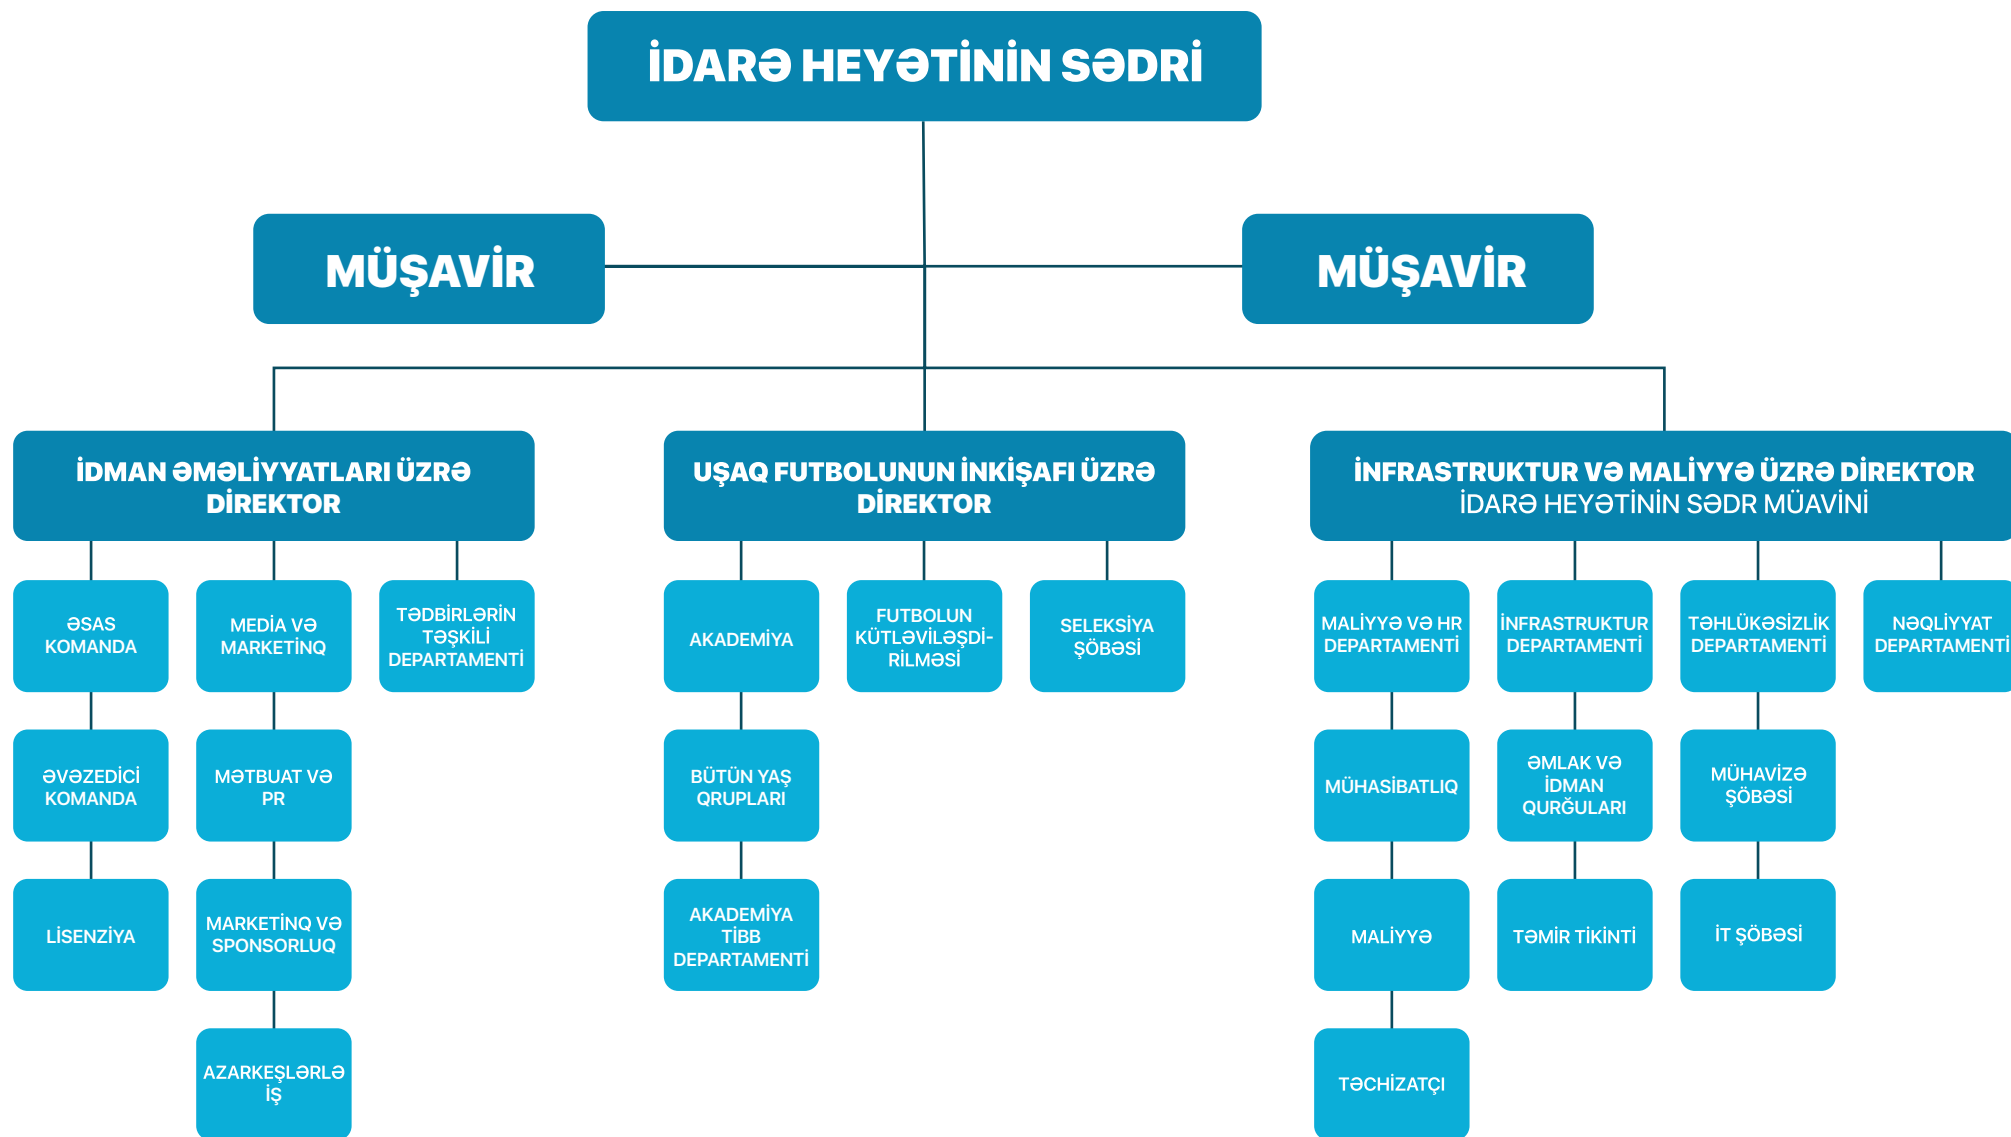 İDARƏ HEYƏTİNİN SƏDRİ
MÜŞAVİR
MÜŞAVİR
İDMAN ƏMƏLİYYATLARI ÜZRƏ
DİREKTOR
UŞAQ FUTBOLUNUN İNKİŞAFI ÜZRƏ
DİREKTOR
İNFRASTRUKTUR VƏ MALİYYƏ ÜZRƏ DİREKTOR
İDARƏ HEYƏTİNİN SƏDR MÜAVİNİ
ƏSAS
KOMANDA
MEDİA VƏ
MARKETİNQ
TƏDBİRLƏRİN
TƏŞKİLİ
DEPARTAMENTİ
AKADEMİYA
FUTBOLUN
KÜTLƏVİLƏŞDİ-
RİLMƏSİ
SELEKSİYA
ŞÖBƏSİ
MALİYYƏ VƏ HR
DEPARTAMENTİ
İNFRASTRUKTUR
DEPARTAMENTİ
TƏHLÜKƏSİZLİK
DEPARTAMENTİ
NƏQLİYYAT
DEPARTAMENTİ
ƏVƏZEDİCİ
KOMANDA
MƏTBUAT VƏ
PR
BÜTÜN YAŞ
QRUPLARI
MÜHASİBATLIQ
ƏMLAK VƏ
İDMAN
QURĞULARI
MÜHAVİZƏ
ŞÖBƏSİ
LİSENZİYA
MARKETİNQ VƏ
SPONSORLUQ
AKADEMİYA
TİBB
DEPARTAMENTİ
MALİYYƏ
TƏMİR TİKİNTİ
İT ŞÖBƏSİ
AZARKEŞLƏRLƏ
İŞ
TƏCHİZATÇI